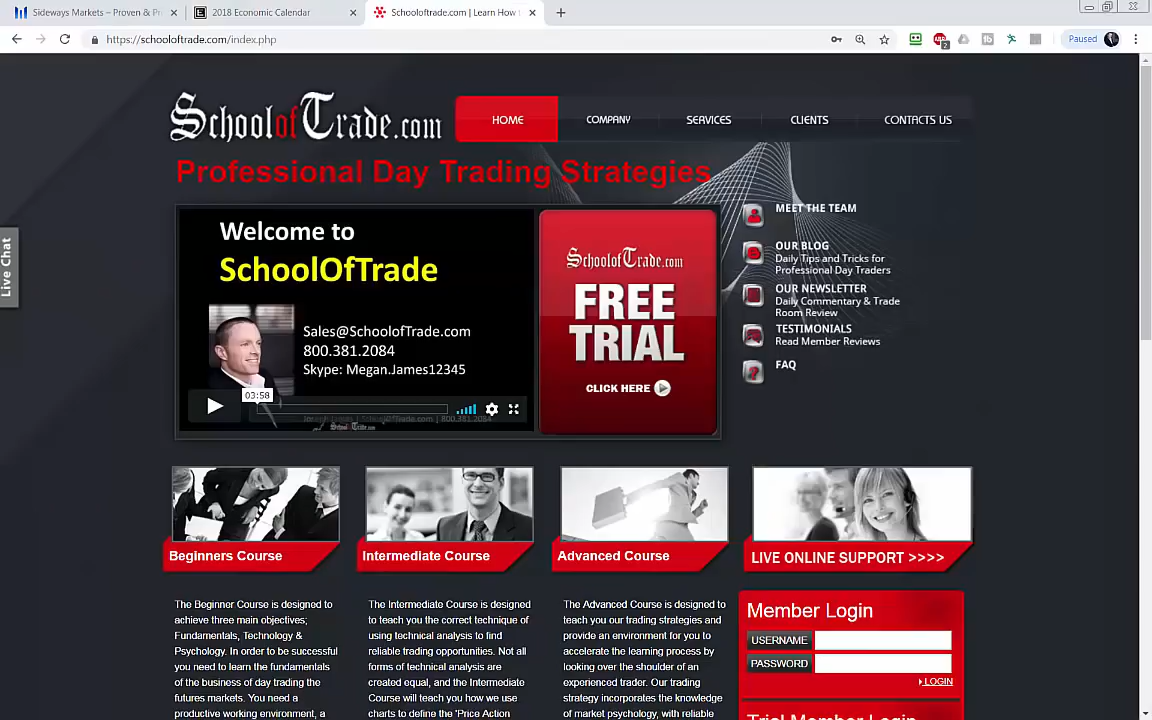 Sideways Markets – Proven & Pr
2018 Economic Calendar
Schooloftrade.com | Learn How
https://schooloftrade.com/index.php
2
Paused
SchoolofTrade.com
HOME
COMPANY
SERVICES
CLIENTS
CONTACTS US
Professional Day Trading Strategies
Live Chat
Welcome to
SchoolOfTrade
Sales@SchoolofTrade.com
800.381.2084
Skype: Megan.James12345
03:58
SchoolofTrade.com
FREE
TRIAL
CLICK HERE
MEET THE TEAM
OUR BLOG
Daily Tips and Tricks for
Professional Day Traders
OUR NEWSLETTER
Daily Commentary & Trade
Room Review
TESTIMONIALS
Read Member Reviews
FAQ
Beginners Course
Intermediate Course
Advanced Course
LIVE ONLINE SUPPORT >>>>
The Beginner Course is designed to
achieve three main objectives;
Fundamentals, Technology &
Psychology. In order to be successful
you need to learn the fundamentals
of the business of day trading the
futures markets. You need a
productive working environment, a
The Intermediate Course is designed
to teach you the correct technique of
using technical analysis to find
reliable trading opportunities. Not all
forms of technical analysis are
created equal, and the Intermediate
Course will teach you how we use
charts to define the 'Price Action
The Advanced Course is designed to
teach you our trading strategies and
provide an environment for you to
accelerate the learning process by
looking over the shoulder of an
experienced trader. Our trading
strategy incorporates the knowledge
of market psychology, with reliable
Member Login
USERNAME
PASSWORD
LOGIN
Trial Member Login